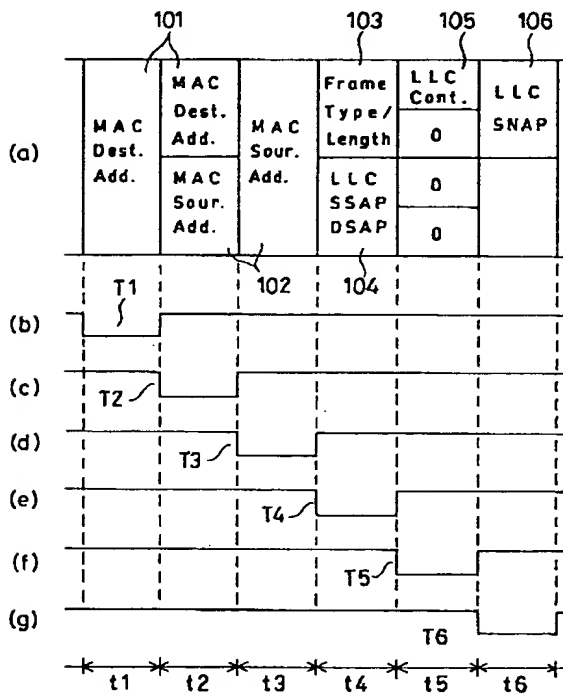 101
103
105
106
(a)
MAC
Dest.
Add.
MAC
Dest.
Add.
MAC
Sour.
Add.
MAC
Sour.
Add.
Frame
Type/
Length
LLC
SSAP
DSAP
LLC
Cont.
0
0
0
LLC
SNAP
102
104
(b)
T1
(c)
T2
(d)
T3
(e)
T4
(f)
T5
(g)
T6
t1
t2
t3
t4
t5
t6